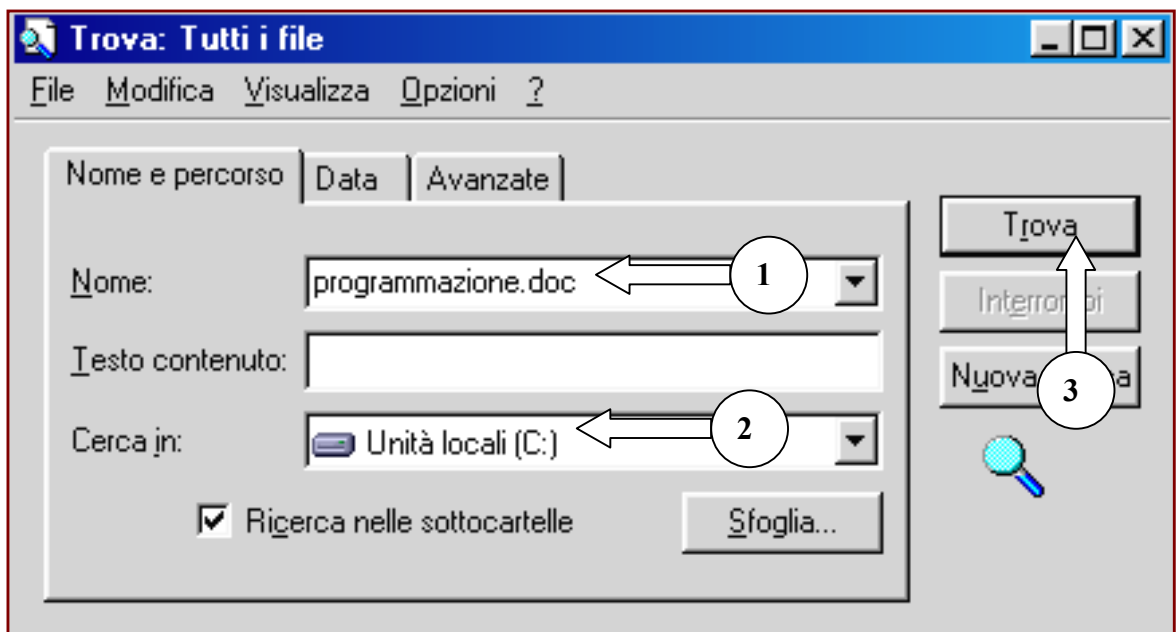 Trova: Tutti i file
File Modifica Visualizza Opzioni ?
Nome e percorso Data Avanzate
Trova
Nome: programmazione.doc 1
Testo contenuto:
Nuova 3
Cerca in: Unità locali (C:) 2
Ricerca nelle sottocartelle Sfoglia...